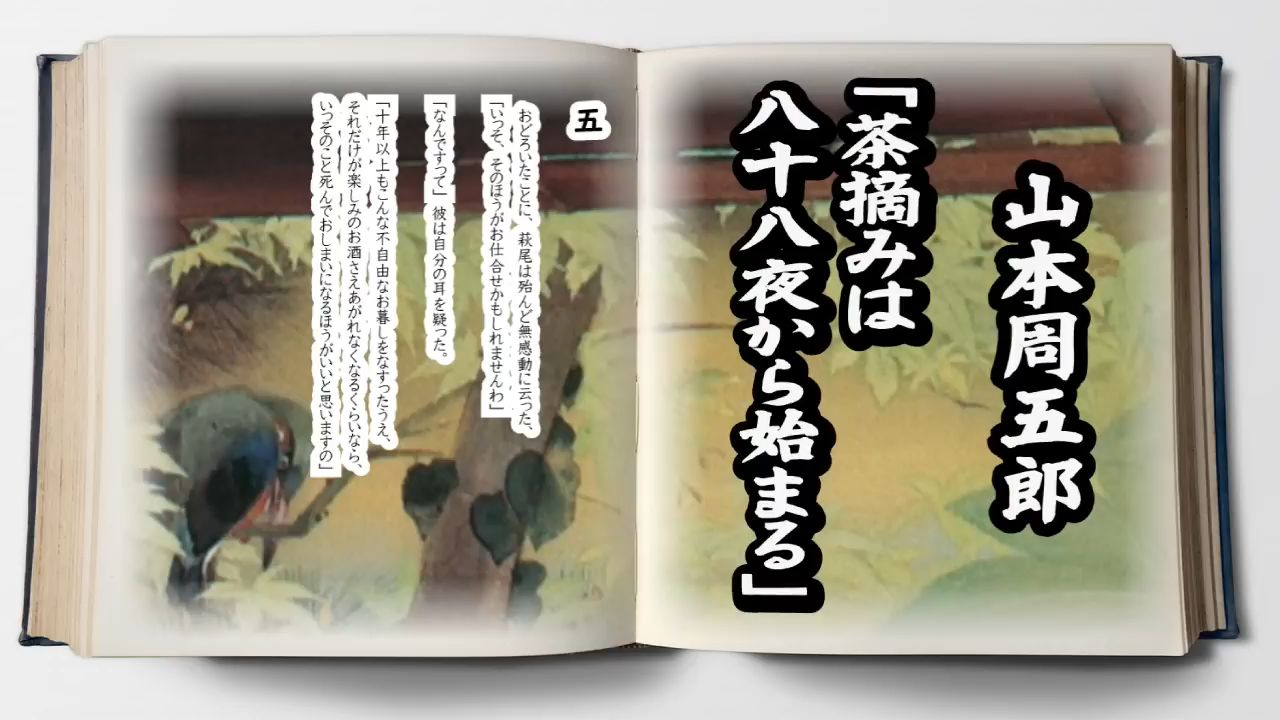 山本周五郎
「茶摘みは
八十八夜から始まる」
五
おどろいたことに、萩尾は殆んど無感動に云った、
「いっそ、そのほうがお仕合せかもしれませんわ」
「なんですって」彼は自分の耳を疑った。
「十年以上もこんな不自由なお暮しをなすったうえ、
それだけが楽しみのお酒さえあがれなくなるくらいなら、
いっそのこと死んでおしまいになるほうがいいと思いますの」